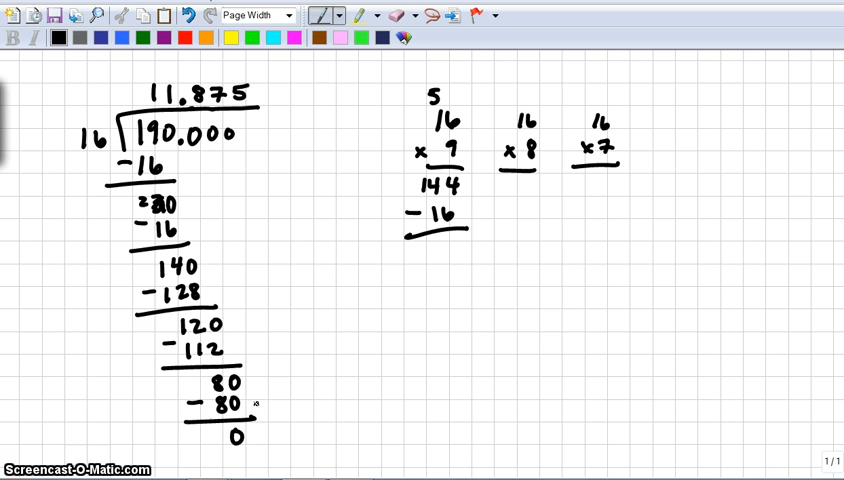 Page Width
B I
11.875
16 190.000
-16
30
-16
140
-128
120
-112
80
-80
0
5
16
x 9
144
- 16
16
x 8
16
x 7
1 / 1
Screencast-O-Matic.com